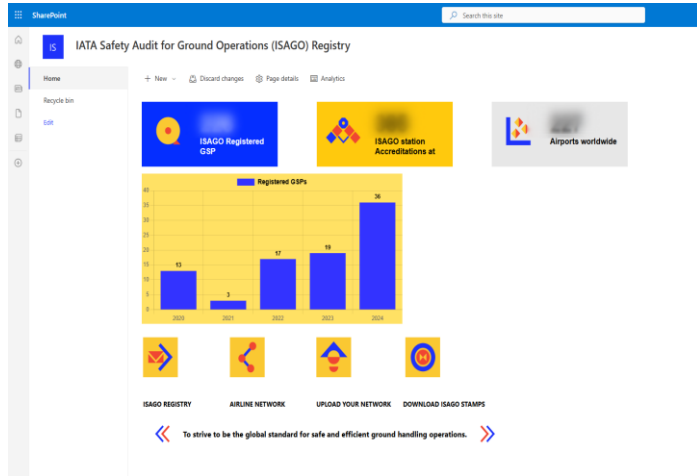 SharePoint
Search this site
IS
IATA Safety Audit for Ground Operations (ISAGO) Registry
Home
Recycle bin
Edit
+ New
Discard changes
Page details
Analytics
ISAGO Registered
GSP
ISAGO station
Accreditations at
Airports worldwide
Registered GSPs
40
35
30
25
20
15
10
5
0
13
3
17
19
36
2020
2021
2022
2023
2024
ISAGO REGISTRY
AIRLINE NETWORK
UPLOAD YOUR NETWORK
DOWNLOAD ISAGO STAMPS
To strive to be the global standard for safe and efficient ground handling operations.